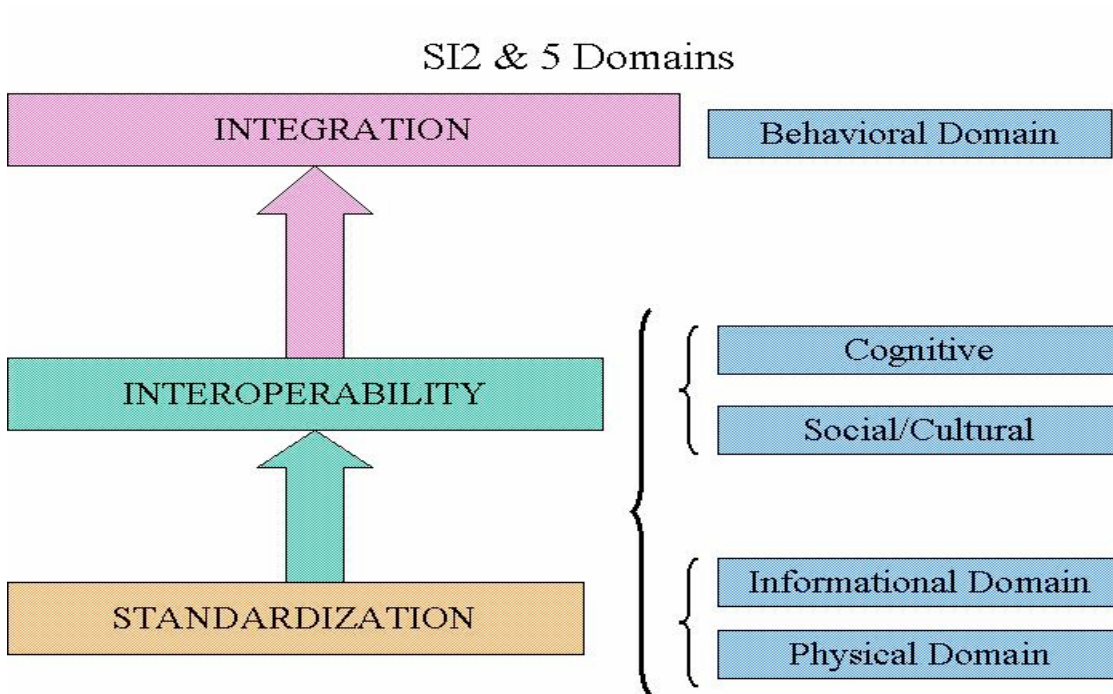 SI2 & 5 Domains
INTEGRATION
Behavioral Domain
INTEROPERABILITY
Cognitive
Social/Cultural
STANDARDIZATION
Informational Domain
Physical Domain